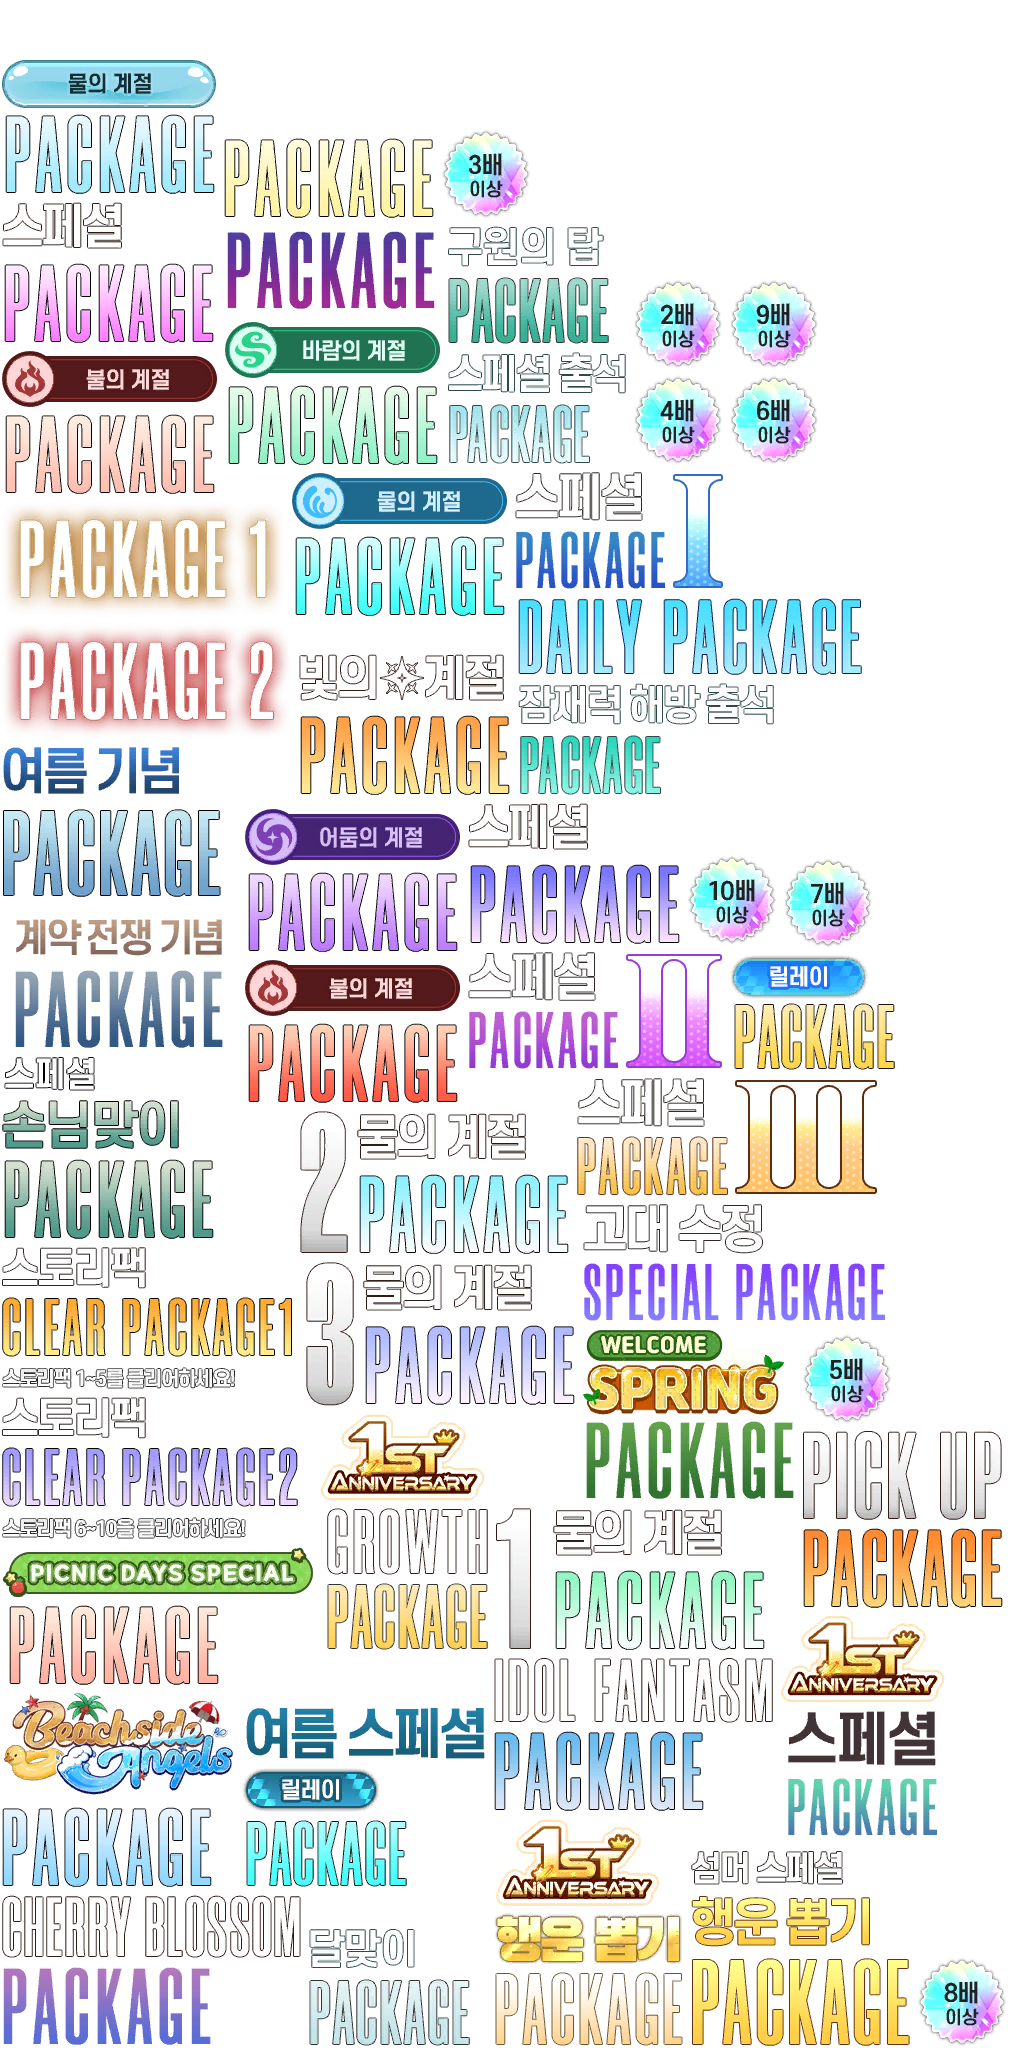 물의 계절
PACKAGE
스페셜
PACKAGE
불의 계절
PACKAGE
PACKAGE
PACKAGE
바람의 계절
PACKAGE
3배
이상
구원의 탑
PACKAGE
스페셜 출석
PACKAGE
2배
이상
9배
이상
4배
이상
6배
이상
PACKAGE 1
PACKAGE 2
물의 계절
PACKAGE
스페셜
PACKAGE
I
DAILY PACKAGE
빛의 계절
PACKAGE
잠재력 해방 출석
PACKAGE
여름 기념
PACKAGE
어둠의 계절
PACKAGE
스페셜
PACKAGE
10배
이상
7배
이상
계약 전쟁 기념
PACKAGE
불의 계절
PACKAGE
스페셜
PACKAGE
II
릴레이
PACKAGE
스페셜
손님맞이
PACKAGE
2
물의 계절
PACKAGE
스페셜
PACKAGE
III
고대 수정
SPECIAL PACKAGE
스토리팩
CLEAR PACKAGE1
스토리팩 1~5를 클리어하세요!
3
물의 계절
PACKAGE
WELCOME
SPRING
PACKAGE
5배
이상
스토리팩
CLEAR PACKAGE2
스토리팩 6~10을 클리어하세요!
1ST
ANNIVERSARY
GROWTH
PACKAGE
1
물의 계절
PACKAGE
PICK UP
PACKAGE
PICNIC DAYS SPECIAL
PACKAGE
IDOL FANTASM
PACKAGE
1ST
ANNIVERSARY
스페셜
PACKAGE
Beachside
Angels
PACKAGE
여름 스페셜
릴레이
PACKAGE
1ST
ANNIVERSARY
행운 뽑기
PACKAGE
섬머 스페셜
행운 뽑기
PACKAGE
CHERRY BLOSSOM
PACKAGE
달맞이
PACKAGE
8배
이상